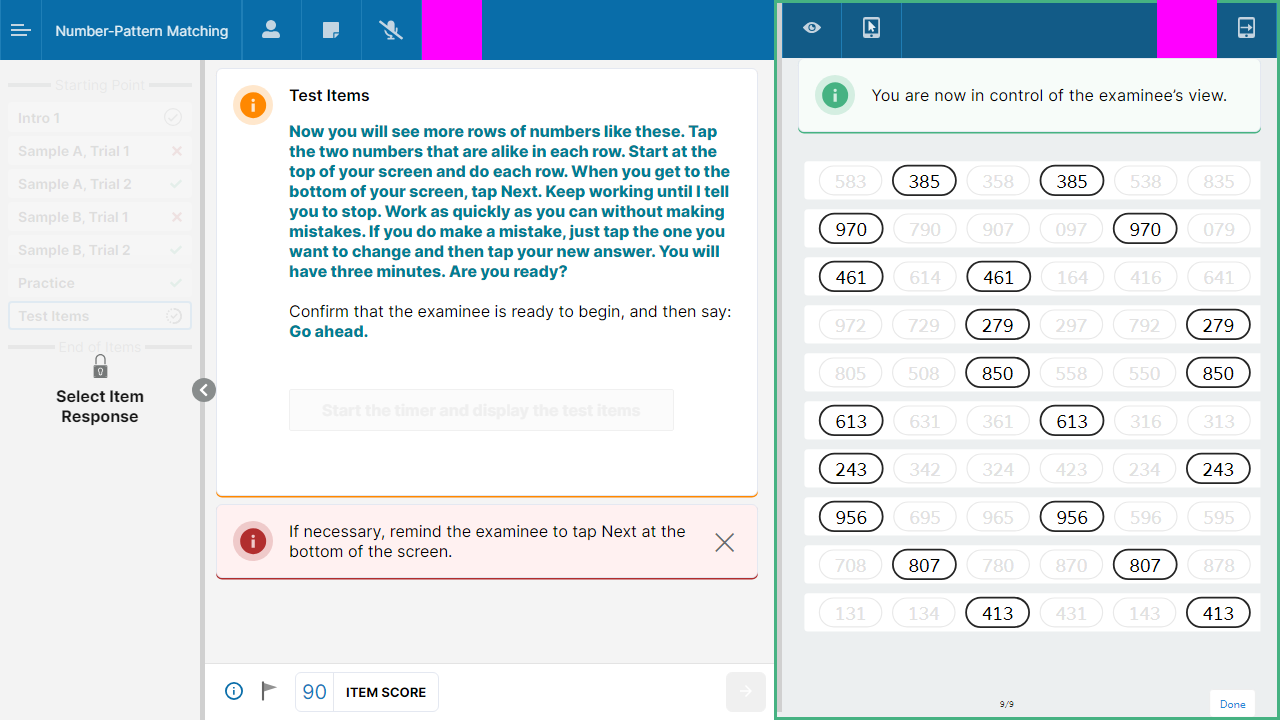 Number-Pattern Matching
Starting Point
Intro 1
Sample A, Trial 1
Sample A, Trial 2
Sample B, Trial 1
Sample B, Trial 2
Practice
Test Items
End of Items
Select Item
Response
Test Items
Now you will see more rows of numbers like these. Tap
the two numbers that are alike in each row. Start at the
top of your screen and do each row. When you get to the
bottom of your screen, tap Next. Keep working until I tell
you to stop. Work as quickly as you can without making
mistakes. If you do make a mistake, just tap the one you
want to change and then tap your new answer. You will
have three minutes. Are you ready?
Confirm that the examinee is ready to begin, and then say:
Go ahead.
Start the timer and display the test items
If necessary, remind the examinee to tap Next at the
bottom of the screen.
90 ITEM SCORE
You are now in control of the examinee’s view.
583 385 358 385 538 835
970 790 907 097 970 079
461 614 461 164 416 641
972 729 279 297 792 279
805 508 850 558 550 850
613 631 361 613 316 313
243 342 324 423 234 243
956 695 965 956 596 595
708 807 780 870 807 878
131 134 413 431 143 413
9/9
Done